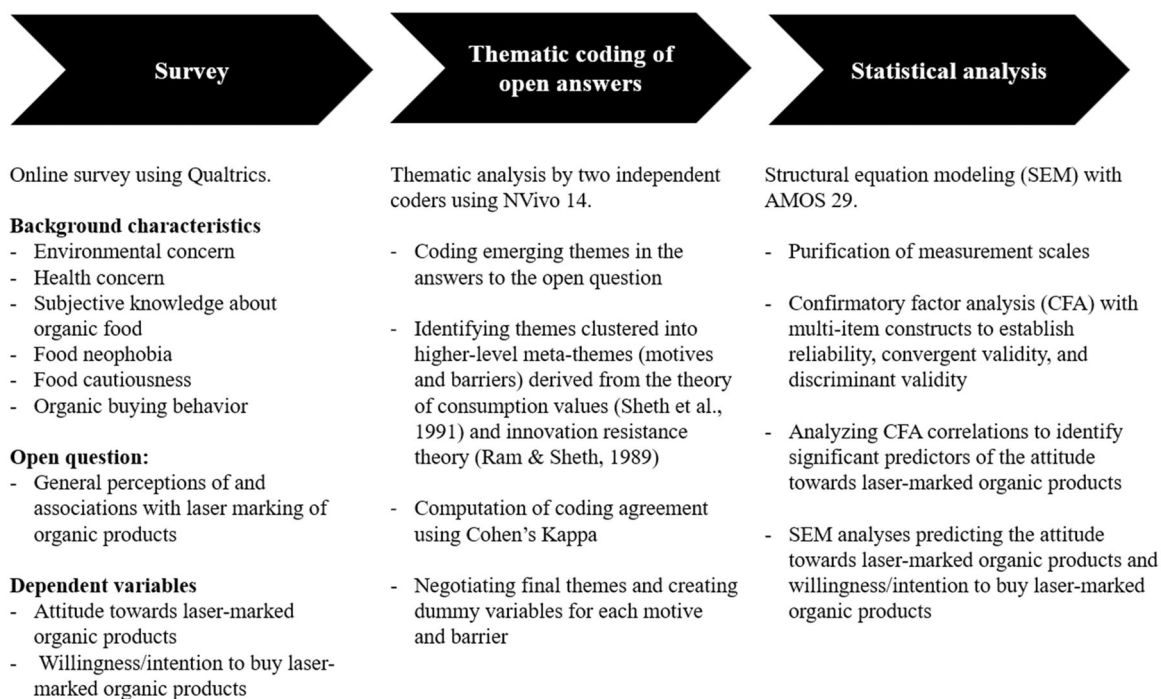 Survey
Thematic coding of
open answers
Statistical analysis
Online survey using Qualtrics.
Background characteristics
- Environmental concern
- Health concern
- Subjective knowledge about
organic food
- Food neophobia
- Food cautiousness
- Organic buying behavior
Open question:
- General perceptions of and
associations with laser marking of
organic products
Dependent variables
- Attitude towards laser-marked
organic products
- Willingness/intention to buy laser-
marked organic products
Thematic analysis by two independent
coders using NVivo 14.
- Coding emerging themes in the
answers to the open question
- Identifying themes clustered into
higher-level meta-themes (motives
and barriers) derived from the theory
of consumption values (Sheth et al.,
1991) and innovation resistance
theory (Ram & Sheth, 1989)
- Computation of coding agreement
using Cohen's Kappa
- Negotiating final themes and creating
dummy variables for each motive
and barrier
Structural equation modeling (SEM) with
AMOS 29.
- Purification of measurement scales
- Confirmatory factor analysis (CFA) with
multi-item constructs to establish
reliability, convergent validity, and
discriminant validity
- Analyzing CFA correlations to identify
significant predictors of the attitude
towards laser-marked organic products
- SEM analyses predicting the attitude
towards laser-marked organic products and
willingness/intention to buy laser-marked
organic products